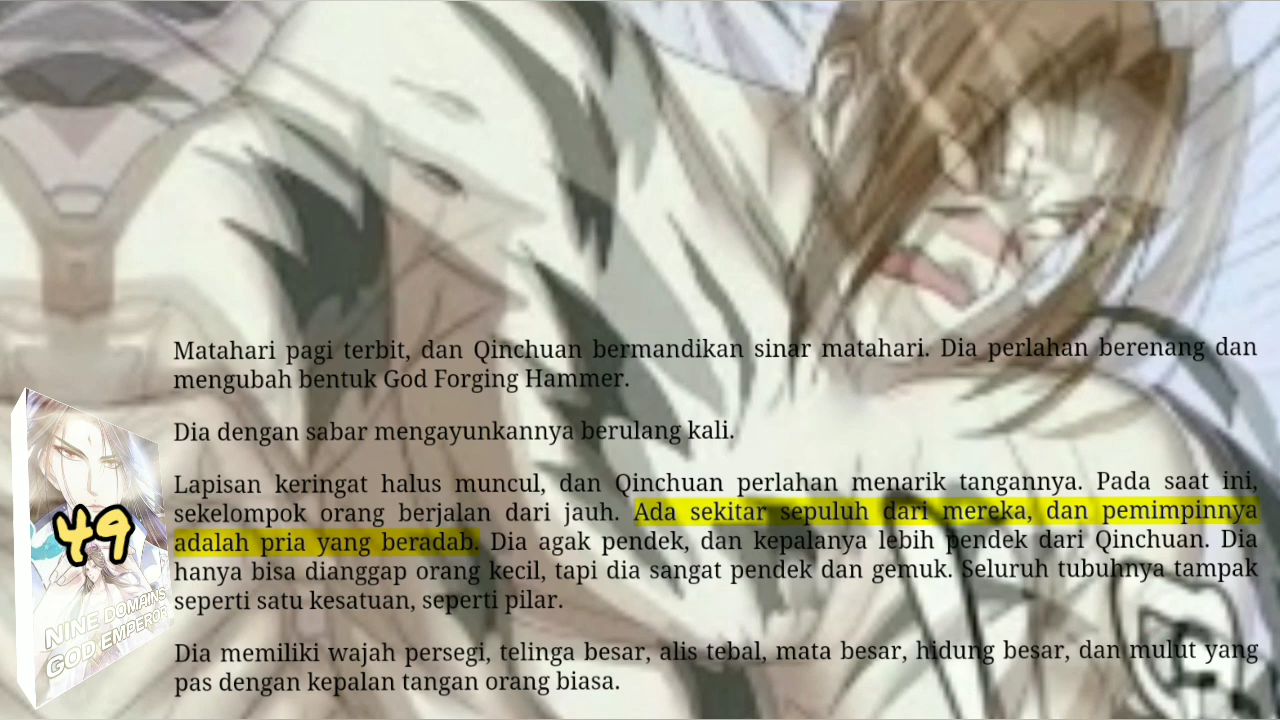 Matahari pagi terbit, dan Qinchuan bermandikan sinar matahari. Dia perlahan berenang dan
mengubah bentuk God Forging Hammer.
Dia dengan sabar mengayunkannya berulang kali.
Lapisan keringat halus muncul, dan Qinchuan perlahan menarik tangannya. Pada saat ini,
sekelompok orang berjalan dari jauh. Ada sekitar sepuluh dari mereka, dan pemimpinnya
adalah pria yang beradab. Dia agak pendek, dan kepalanya lebih pendek dari Qinchuan. Dia
hanya bisa dianggap orang kecil, tapi dia sangat pendek dan gemuk. Seluruh tubuhnya tampak
seperti satu kesatuan, seperti pilar.
Dia memiliki wajah persegi, telinga besar, alis tebal, mata besar, hidung besar, dan mulut yang
pas dengan kepalan tangan orang biasa.
49
NINE DOMAINS
GOD EMPEROR